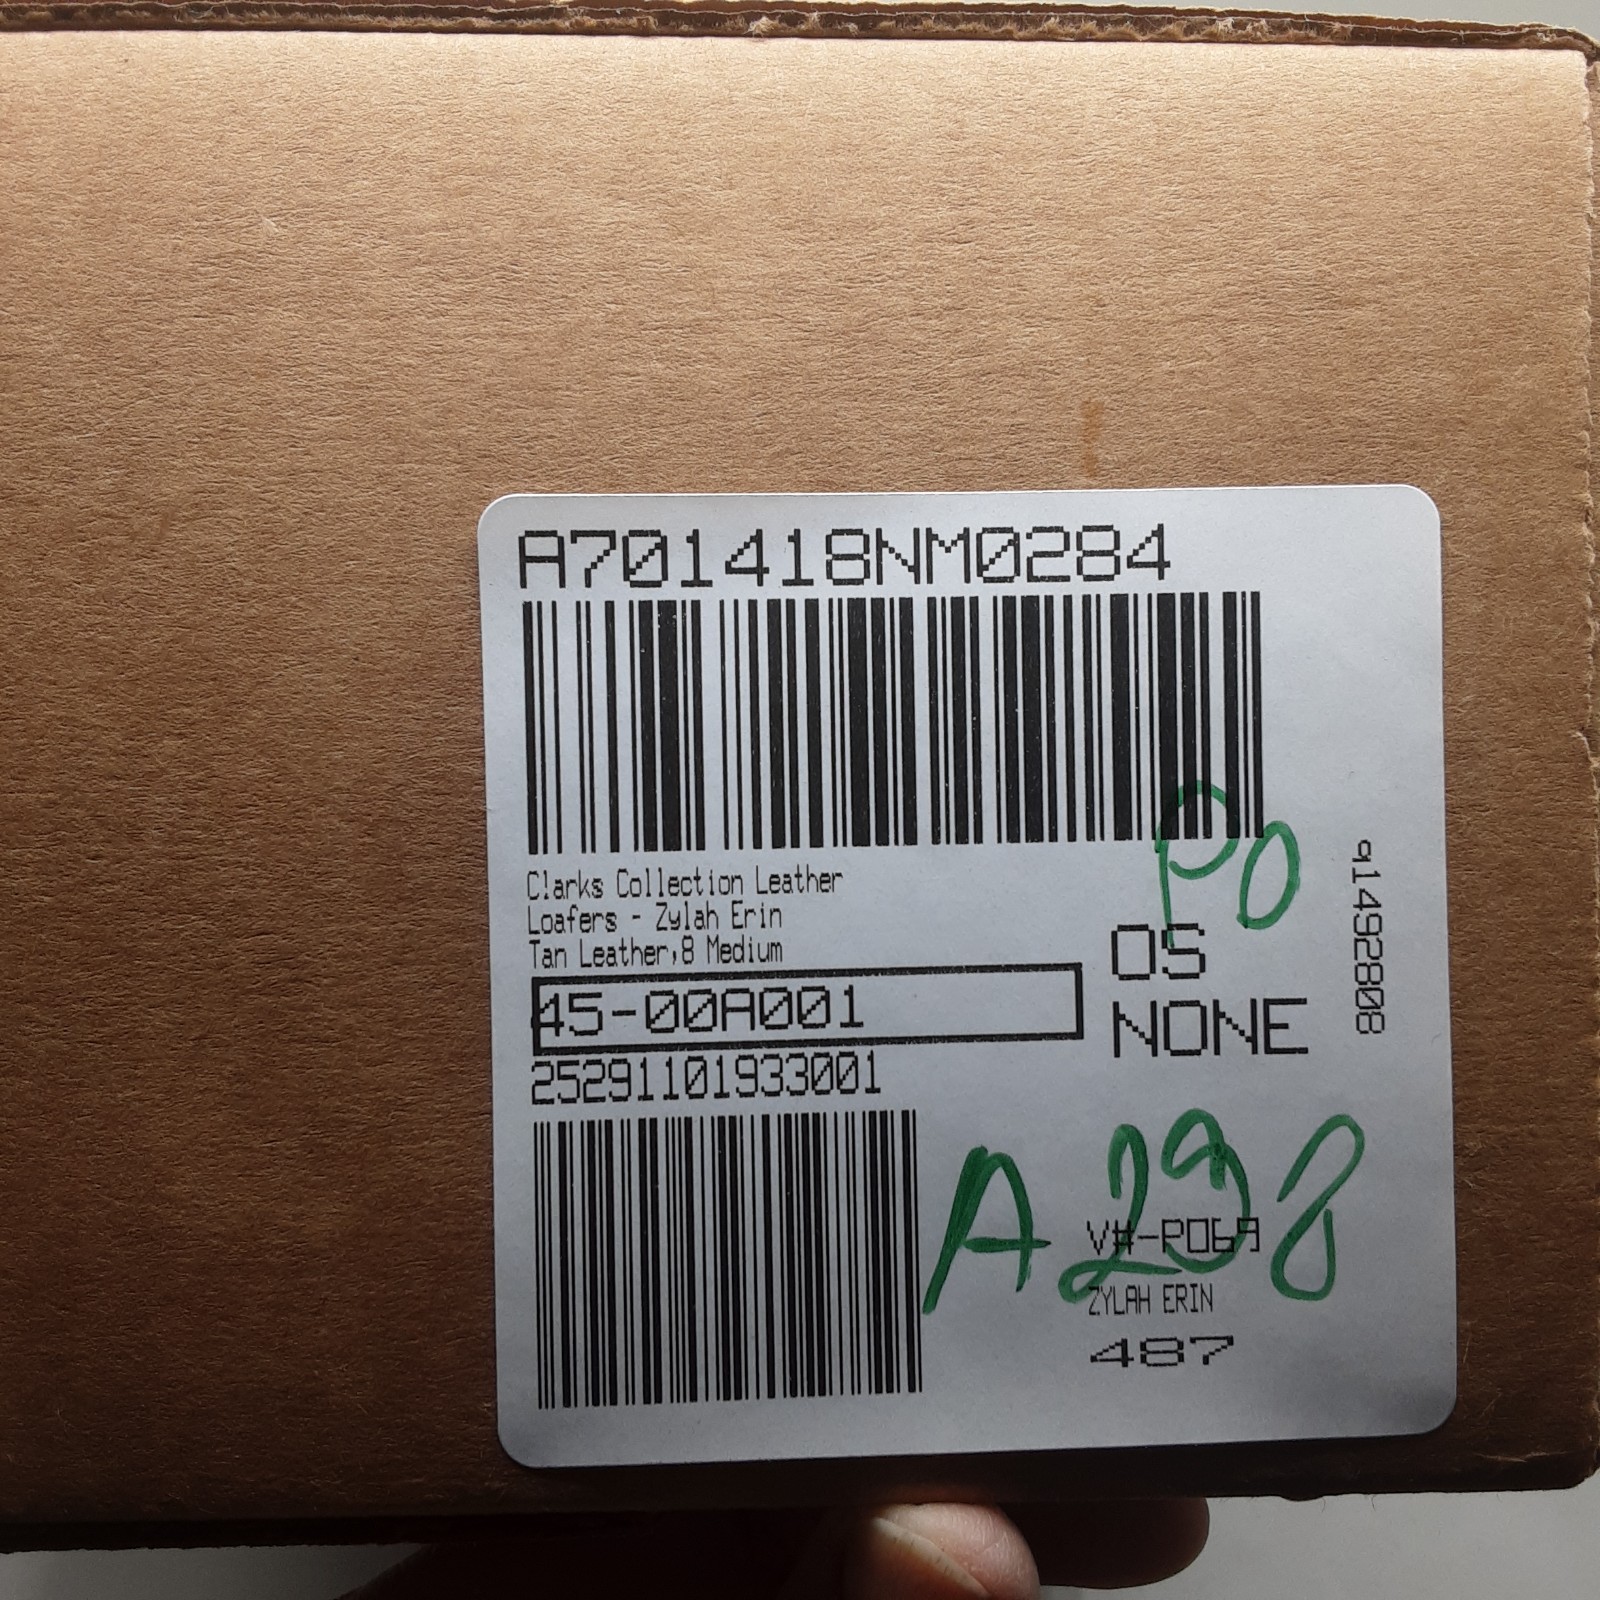 A701418NM0284
PO
Clarks Collection Leather
Loafers - Zylah Erin
Tan Leather,8 Medium
OS
NONE
45-00A001
25291101933001
91492808
A298
V#-P069
ZYLAH ERIN
487